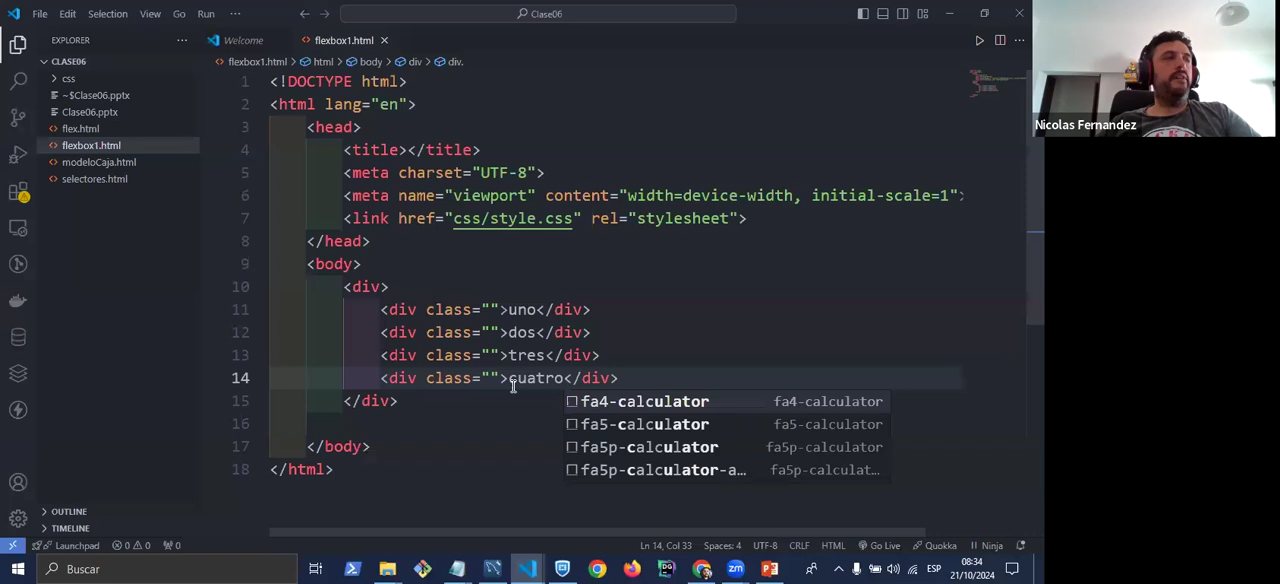 File Edit Selection View Go Run ··· Clase06
EXPLORER ··· Welcome flexbox1.html
CLASE06 flexbox1.html > html > body > div > div.
css
~$Clase06.pptx
Clase06.pptx
flex.html
flexbox1.html
modeloCaja.html
selectores.html
1 <!DOCTYPE html>
2 <html lang="en">
3 <head>
4 <title></title>
5 <meta charset="UTF-8">
6 <meta name="viewport" content="width=device-width, initial-scale=1">
7 <link href="css/style.css" rel="stylesheet">
8 </head>
9 <body>
10 <div>
11 <div class="">uno</div>
12 <div class="">dos</div>
13 <div class="">tres</div>
14 <div class="">cuatro</div>
15 </div>
16
17 </body>
18 </html>
fa4-calculator fa4-calculator
fa5-calculator fa5-calculator
fa5p-calculator fa5p-calculator
fa5p-calculator-a… fa5p-calculat…
OUTLINE
TIMELINE
Launchpad 0 0 0 Ln 14, Col 33 Spaces: 4 UTF-8 CRLF HTML Go Live Quokka Ninja
Buscar
ESP
08:34
21/10/2024
Nicolas Fernandez